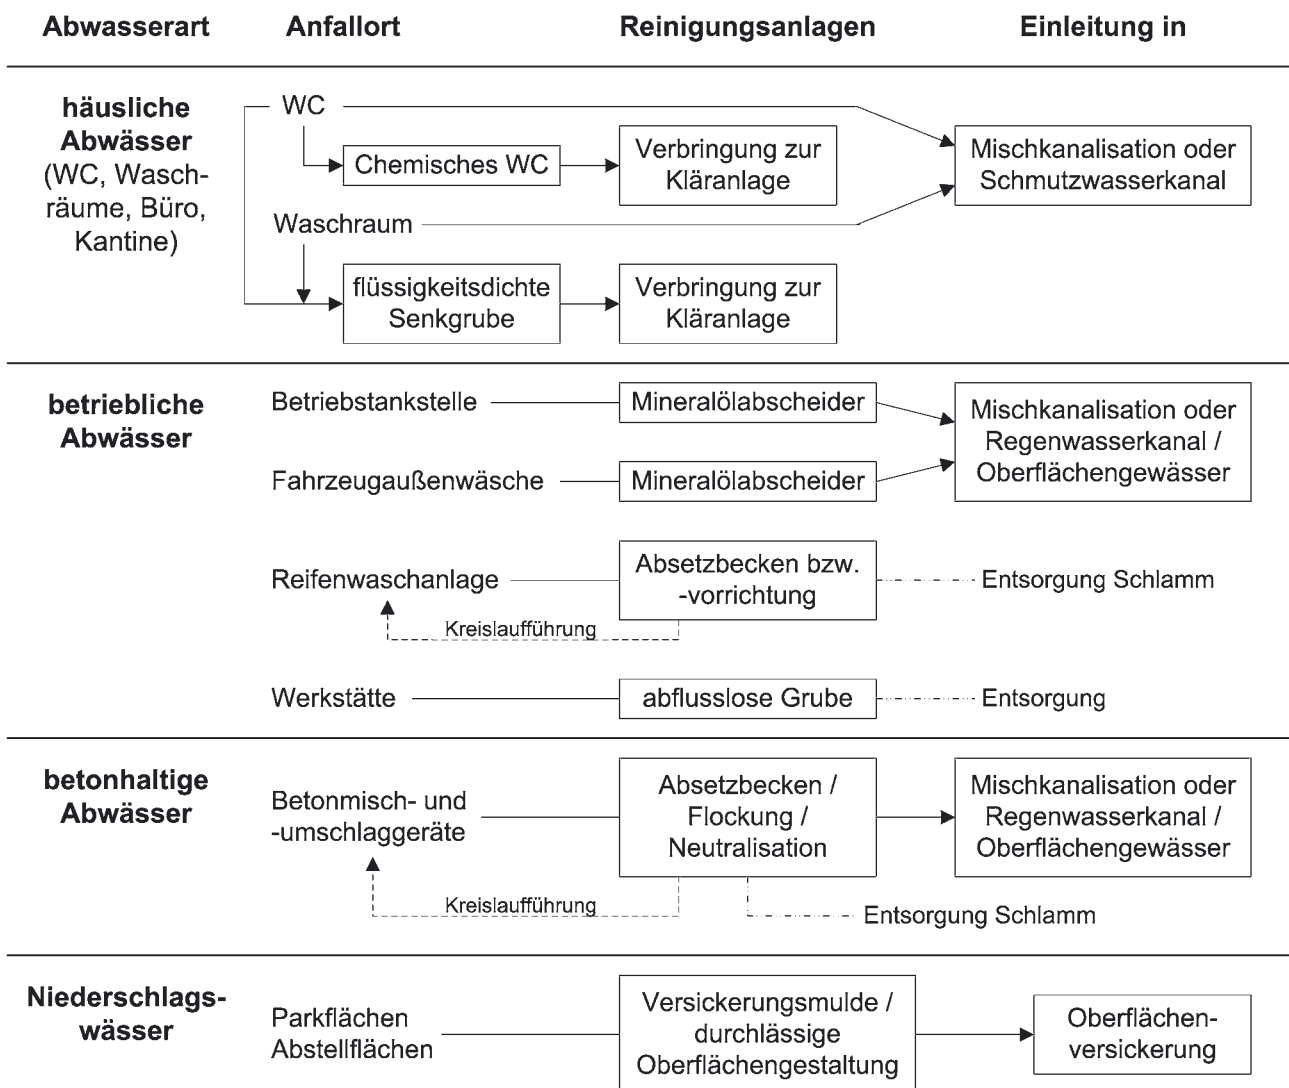 Abwasserart Anfallort Reinigungsanlagen Einleitung in
häusliche
Abwässer
(WC, Wasch-
räume, Büro,
Kantine)
WC
Chemisches WC
Verbringung zur
Kläranlage
Mischkanalisation oder
Schmutzwasserkanal
Waschraum
flüssigkeitsdichte
Senkgrube
Verbringung zur
Kläranlage
betriebliche
Abwässer
Betriebstankstelle
Mineralölabscheider
Mischkanalisation oder
Regenwasserkanal /
Oberflächengewässer
Fahrzeugaußenwäsche
Mineralölabscheider
Reifenwaschanlage
Absetzbecken bzw.
-vorrichtung
Entsorgung Schlamm
Kreislaufführung
Werkstätte
abflusslose Grube
Entsorgung
betonhaltige
Abwässer
Betonmisch- und
-umschlaggeräte
Absetzbecken /
Flockung /
Neutralisation
Mischkanalisation oder
Regenwasserkanal /
Oberflächengewässer
Kreislaufführung
Entsorgung Schlamm
Niederschlags-
wässer
Parkflächen
Abstellflächen
Versickerungsmulde /
durchlässige
Oberflächengestaltung
Oberflächen-
versickerung